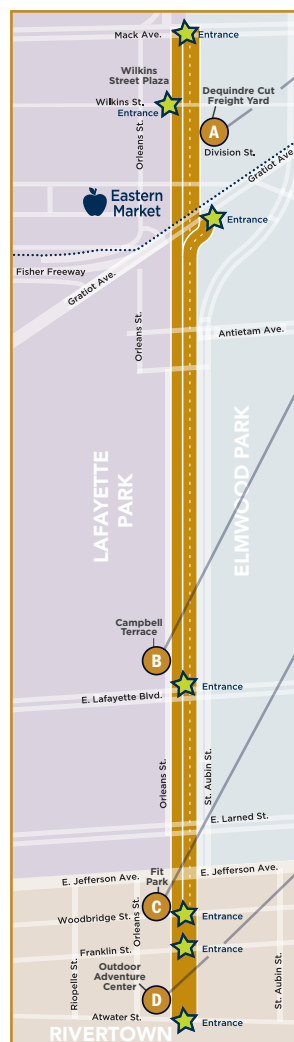 Mack Ave.
Entrance
Wilkins
Street Plaza
Dequindre Cut
Freight Yard
Wilkins St.
Entrance
A
Orleans St.
Division St.
Gratiot Ave.
Eastern
Market
Entrance
Fisher Freeway
Gratiot Ave.
Orleans St.
Antietam Ave.
LAFAYETTE
PARK
ELMWOOD PARK
Campbell
Terrace
B
Entrance
E. Lafayette Blvd.
Orleans St.
St. Aubin St.
E. Larned St.
E. Jefferson Ave.
Fit
Park
E. Jefferson Ave.
C
Orleans St.
Woodbridge St.
Entrance
Franklin St.
Entrance
Riopelle St.
Outdoor
Adventure
Center
St. Aubin St.
D
Atwater St.
Entrance
RIVERTOWN